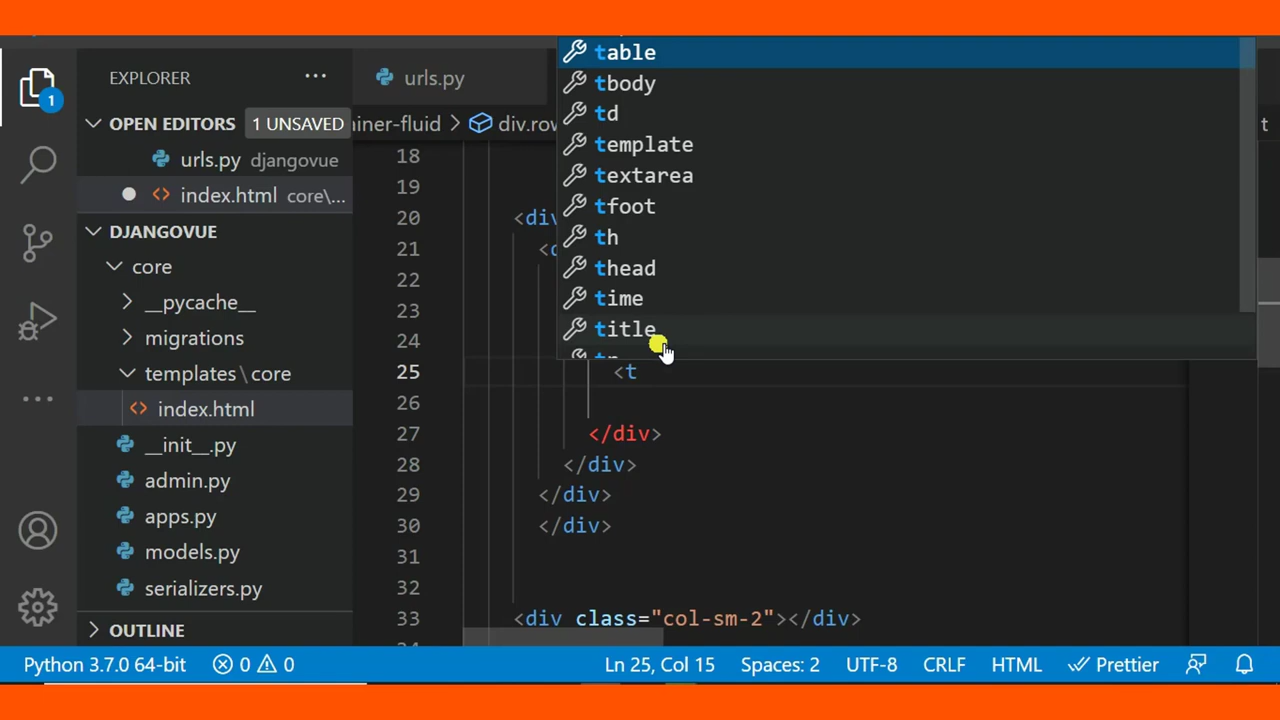 EXPLORER ···
OPEN EDITORS 1 UNSAVED
urls.py djangovue
index.html core\...
DJANGOVUE
core
__pycache__
migrations
templates\core
index.html
__init__.py
admin.py
apps.py
models.py
serializers.py
OUTLINE
1
urls.py
iner-fluid > div.row
t
table
tbody
td
template
textarea
tfoot
th
thead
time
title
18
19
20 <div
21 <d
22
23
24
25 <t
26
27 </div>
28 </div>
29 </div>
30 </div>
31
32
33 <div class="col-sm-2"></div>
Python 3.7.0 64-bit 0 0 Ln 25, Col 15 Spaces: 2 UTF-8 CRLF HTML Prettier